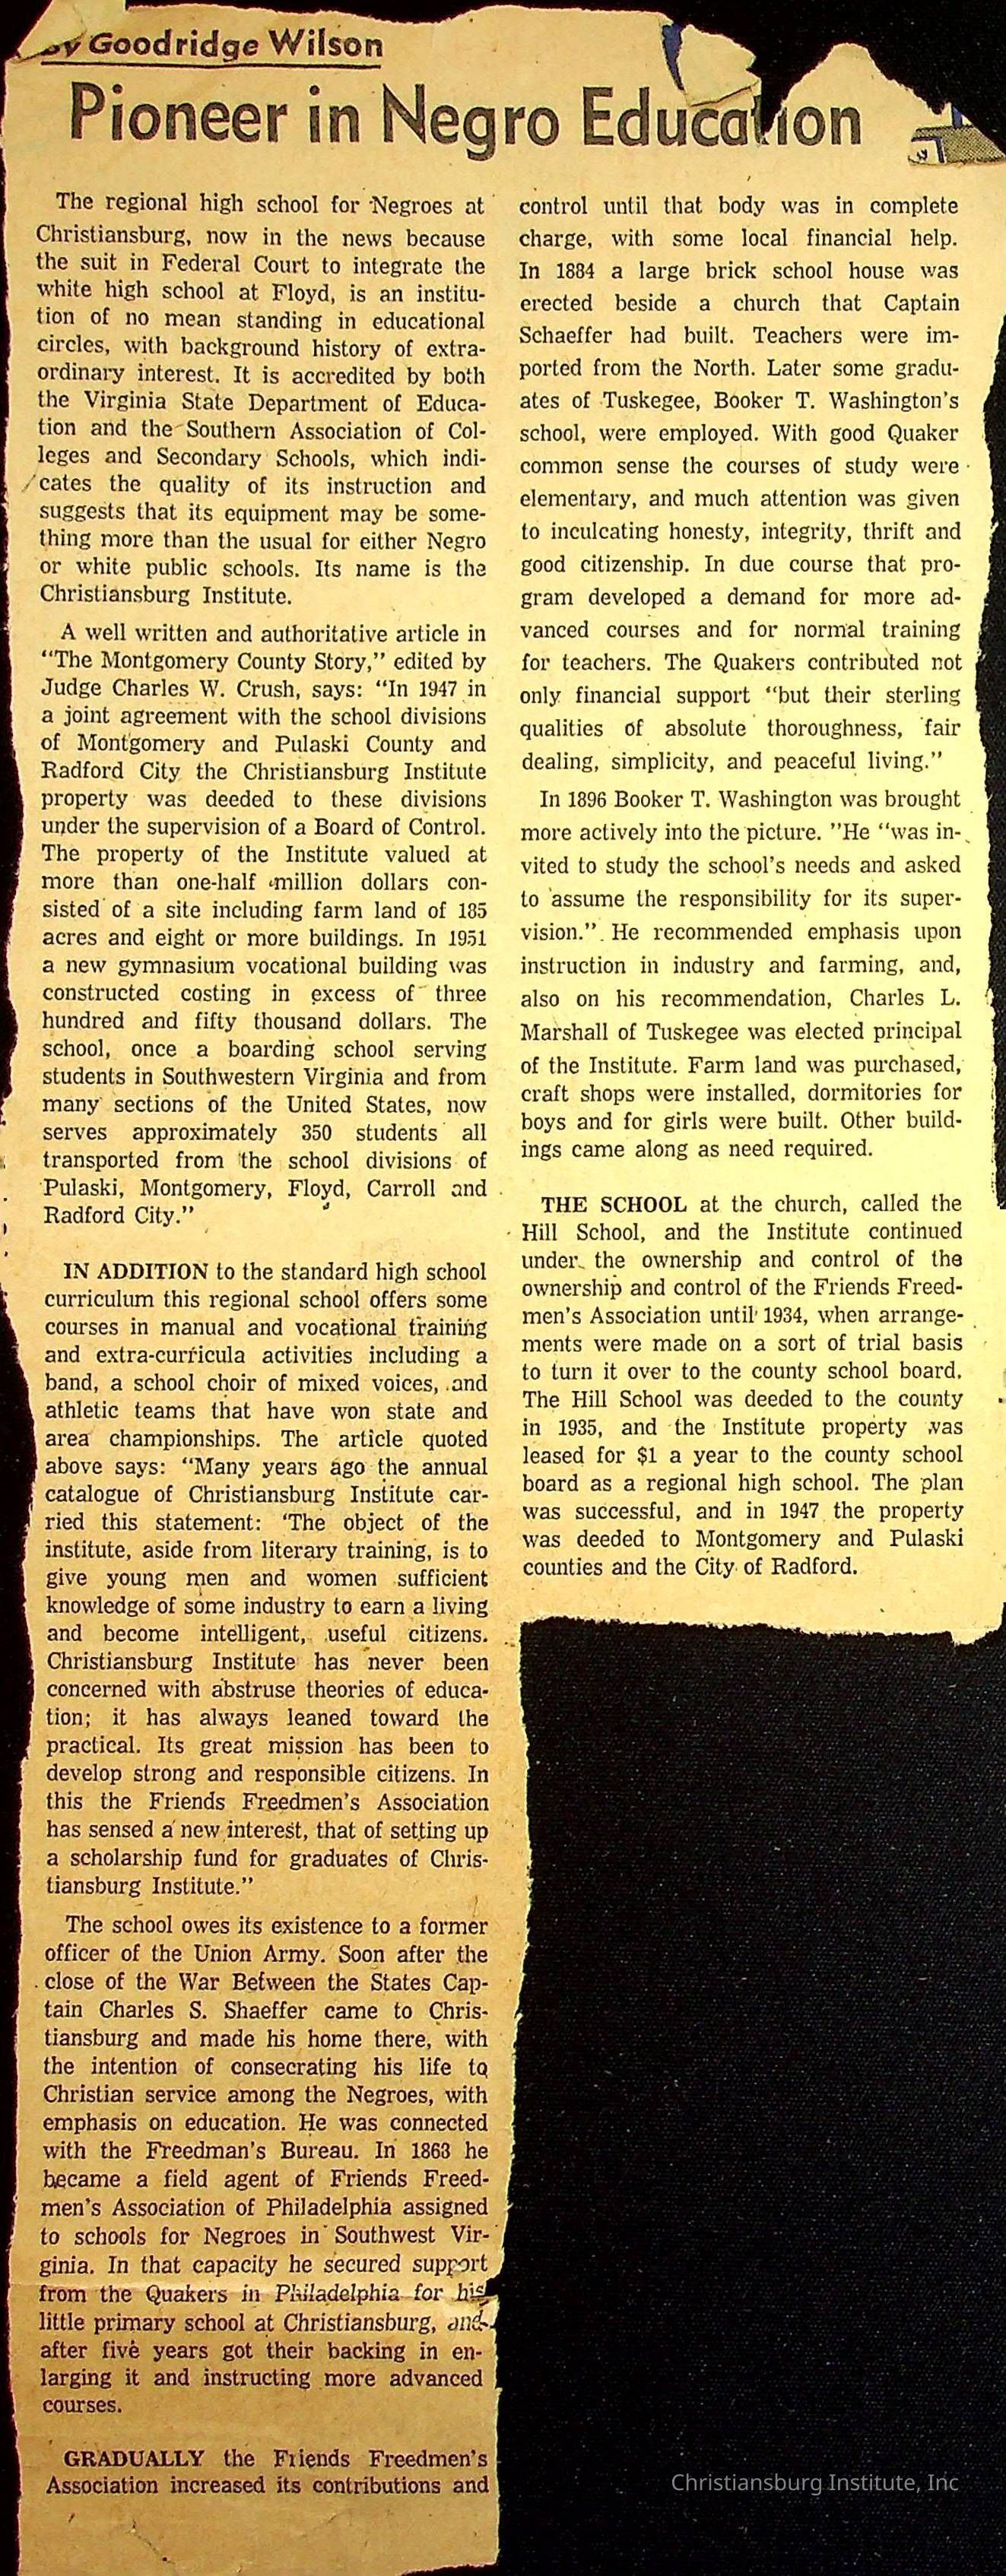 By Goodridge Wilson
Pioneer in Negro Education
The regional high school for Negroes at
Christiansburg, now in the news because
the suit in Federal Court to integrate the
white high school at Floyd, is an institu-
tion of no mean standing in educational
circles, with background history of extra-
ordinary interest. It is accredited by both
the Virginia State Department of Educa-
tion and the Southern Association of Col-
leges and Secondary Schools, which indi-
cates the quality of its instruction and
suggests that its equipment may be some-
thing more than the usual for either Negro
or white public schools. Its name is the
Christiansburg Institute.
A well written and authoritative article in
“The Montgomery County Story,” edited by
Judge Charles W. Crush, says: “In 1947 in
a joint agreement with the school divisions
of Montgomery and Pulaski County and
Radford City the Christiansburg Institute
property was deeded to these divisions
under the supervision of a Board of Control.
The property of the Institute valued at
more than one-half million dollars con-
sisted of a site including farm land of 185
acres and eight or more buildings. In 1951
a new gymnasium vocational building was
constructed costing in excess of three
hundred and fifty thousand dollars. The
school, once a boarding school serving
students in Southwestern Virginia and from
many sections of the United States, now
serves approximately 350 students all
transported from the school divisions of
Pulaski, Montgomery, Floyd, Carroll and
Radford City.”
IN ADDITION to the standard high school
curriculum this regional school offers some
courses in manual and vocational training
and extra-curricula activities including a
band, a school choir of mixed voices, and
athletic teams that have won state and
area championships. The article quoted
above says: “Many years ago the annual
catalogue of Christiansburg Institute car-
ried this statement: ‘The object of the
institute, aside from literary training, is to
give young men and women sufficient
knowledge of some industry to earn a living
and become intelligent, useful citizens.
Christiansburg Institute has never been
concerned with abstruse theories of educa-
tion; it has always leaned toward the
practical. Its great mission has been to
develop strong and responsible citizens. In
this the Friends Freedmen's Association
has sensed a new interest, that of setting up
a scholarship fund for graduates of Chris-
tiansburg Institute.”
The school owes its existence to a former
officer of the Union Army. Soon after the
close of the War Between the States Cap-
tain Charles S. Shaeffer came to Chris-
tiansburg and made his home there, with
the intention of consecrating his life to
Christian service among the Negroes, with
emphasis on education. He was connected
with the Freedman's Bureau. In 1863 he
became a field agent of Friends Freed-
men's Association of Philadelphia assigned
to schools for Negroes in Southwest Vir-
ginia. In that capacity he secured support
from the Quakers in Philadelphia for his
little primary school at Christiansburg, and
after five years got their backing in en-
larging it and instructing more advanced
courses.
GRADUALLY the Friends Freedmen's
Association increased its contributions and
control until that body was in complete
charge, with some local financial help.
In 1884 a large brick school house was
erected beside a church that Captain
Schaeffer had built. Teachers were im-
ported from the North. Later some gradu-
ates of Tuskegee, Booker T. Washington's
school, were employed. With good Quaker
common sense the courses of study were
elementary, and much attention was given
to inculcating honesty, integrity, thrift and
good citizenship. In due course that pro-
gram developed a demand for more ad-
vanced courses and for normal training
for teachers. The Quakers contributed not
only financial support “but their sterling
qualities of absolute thoroughness, fair
dealing, simplicity, and peaceful living.”
In 1896 Booker T. Washington was brought
more actively into the picture. ”He “was in-
vited to study the school's needs and asked
to assume the responsibility for its super-
vision.” He recommended emphasis upon
instruction in industry and farming, and,
also on his recommendation, Charles L.
Marshall of Tuskegee was elected principal
of the Institute. Farm land was purchased,
craft shops were installed, dormitories for
boys and for girls were built. Other build-
ings came along as need required.
THE SCHOOL at the church, called the
Hill School, and the Institute continued
under the ownership and control of the
ownership and control of the Friends Freed-
men's Association until 1934, when arrange-
ments were made on a sort of trial basis
to turn it over to the county school board.
The Hill School was deeded to the county
in 1935, and the Institute property was
leased for $1 a year to the county school
board as a regional high school. The plan
was successful, and in 1947 the property
was deeded to Montgomery and Pulaski
counties and the City of Radford.
Christiansburg Institute, Inc